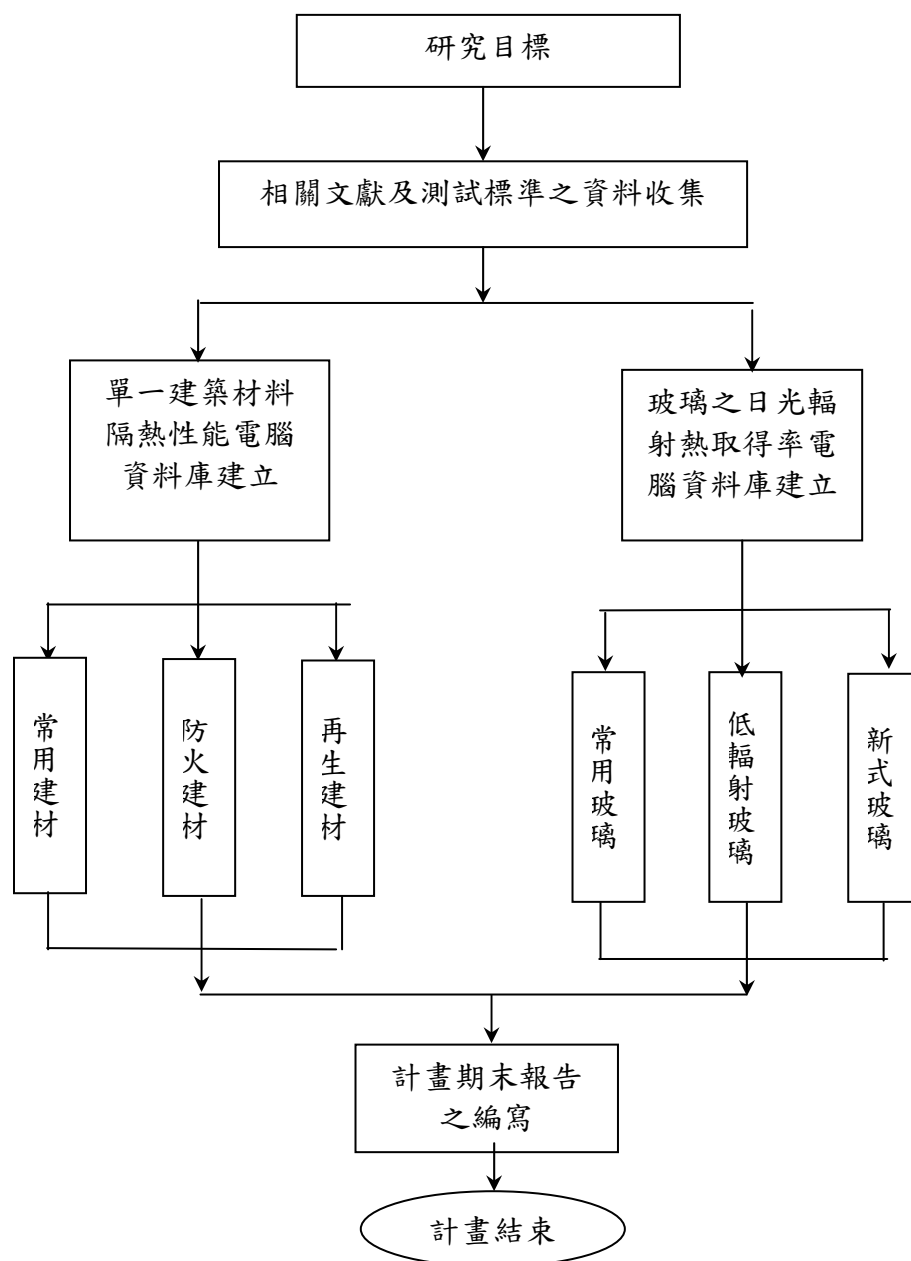 研究目標
相關文獻及測試標準之資料收集
單一建築材料
隔熱性能電腦
資料庫建立
玻璃之日光輻
射熱取得率電
腦資料庫建立
常用建材
防火建材
再生建材
常用玻璃
低輻射玻璃
新式玻璃
計畫期末報告
之編寫
計畫結束